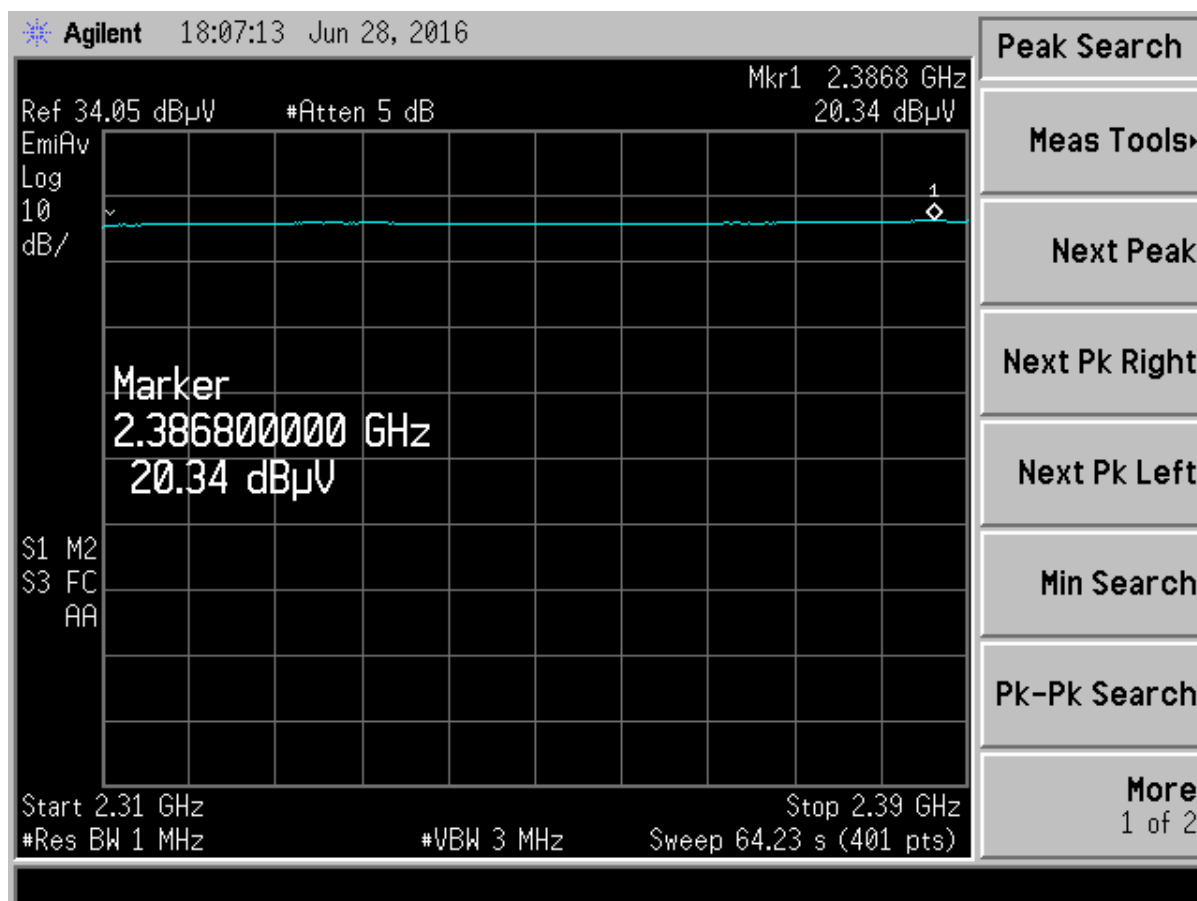 Agilent 18:07:13 Jun 28, 2016
Peak Search
Mkr1 2.3868 GHz
Ref 34.05 dBµV #Atten 5 dB 20.34 dBµV
EmiAv
Log
10
dB/
1
Marker
2.386800000 GHz
20.34 dBµV
S1 M2
S3 FC
AA
Start 2.31 GHz Stop 2.39 GHz
#Res BW 1 MHz #VBW 3 MHz Sweep 64.23 s (401 pts)
Meas Tools
Next Peak
Next Pk Right
Next Pk Left
Min Search
Pk-Pk Search
More
1 of 2